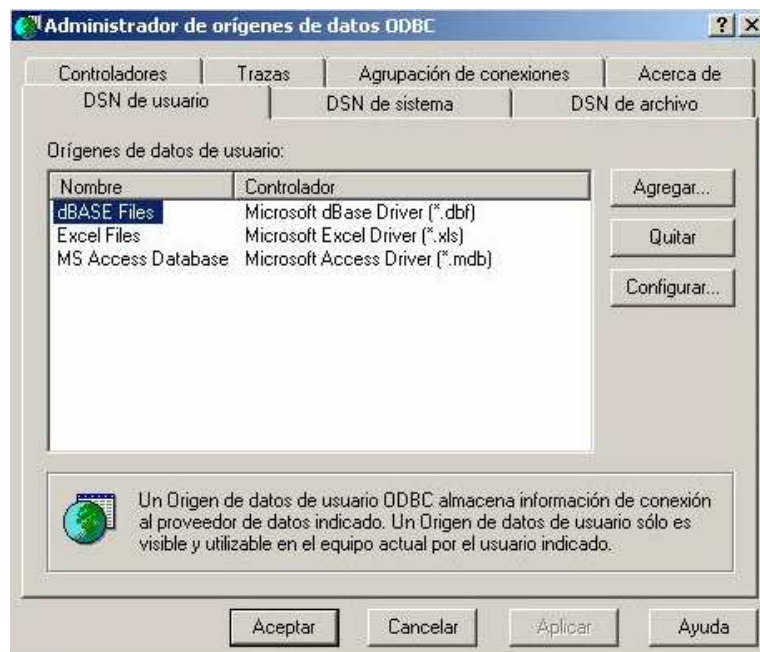 Administrador de orígenes de datos ODBC
Controladores Trazas Agrupación de conexiones Acerca de
DSN de usuario DSN de sistema DSN de archivo
Orígenes de datos de usuario:
Nombre Controlador
dBASE Files Microsoft dBase Driver (*.dbf)
Excel Files Microsoft Excel Driver (*.xls)
MS Access Database Microsoft Access Driver (*.mdb)
Agregar...
Quitar
Configurar...
Un Origen de datos de usuario ODBC almacena información de conexión
al proveedor de datos indicado. Un Origen de datos de usuario sólo es
visible y utilizable en el equipo actual por el usuario indicado.
Aceptar Cancelar Aplicar Ayuda